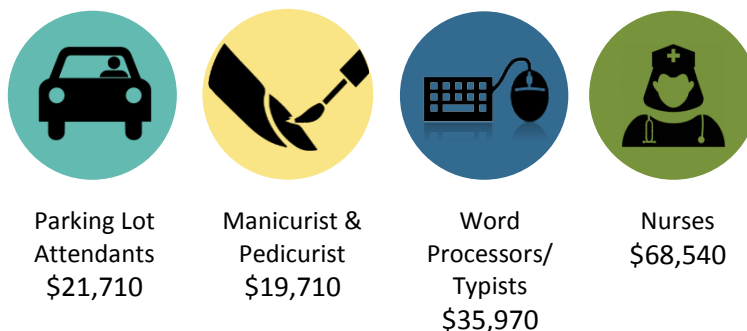 Parking Lot
Attendants
$21,710
Manicurist &
Pedicurist
$19,710
Word
Processors/
Typists
$35,970
Nurses
$68,540